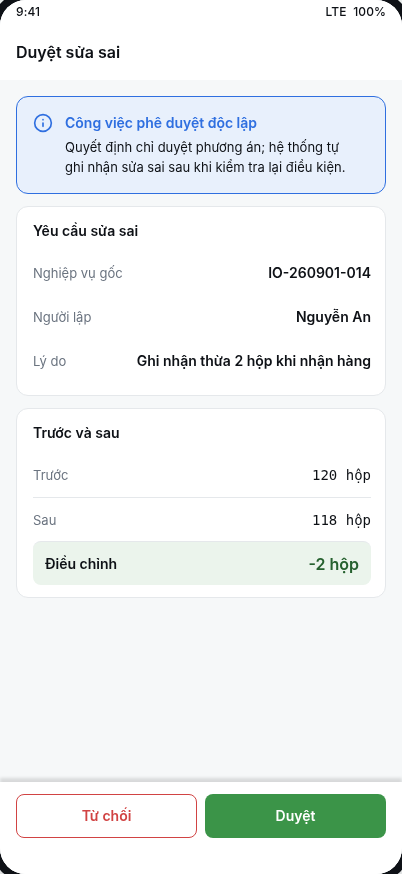 9:41 LTE 100%
Duyệt sửa sai
Công việc phê duyệt độc lập
Quyết định chỉ duyệt phương án; hệ thống tự
ghi nhận sửa sai sau khi kiểm tra lại điều kiện.
Yêu cầu sửa sai
Nghiệp vụ gốc IO-260901-014
Người lập Nguyễn An
Lý do Ghi nhận thừa 2 hộp khi nhận hàng
Trước và sau
Trước 120 hộp
Sau 118 hộp
Điều chỉnh -2 hộp
Từ chối Duyệt